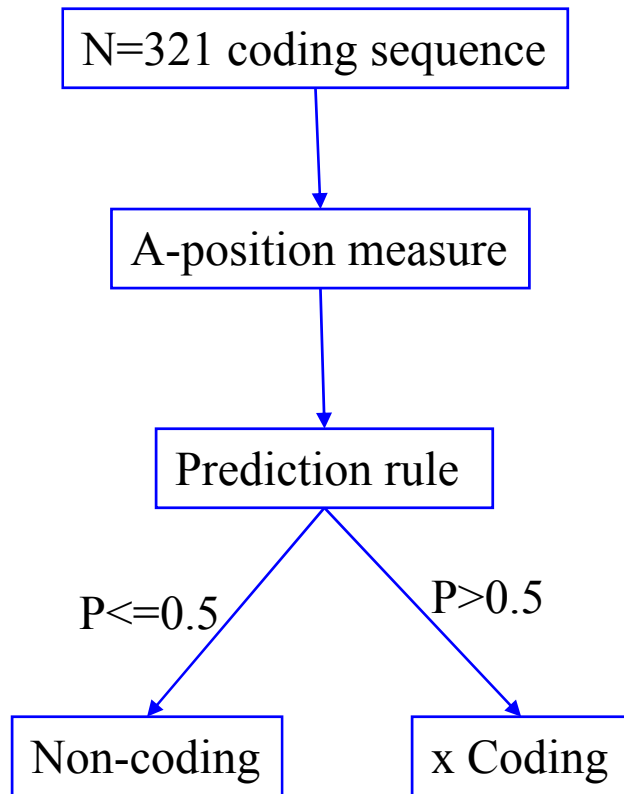 N=321 coding sequence
A-position measure
Prediction rule
P<=0.5
P>0.5
Non-coding
x Coding